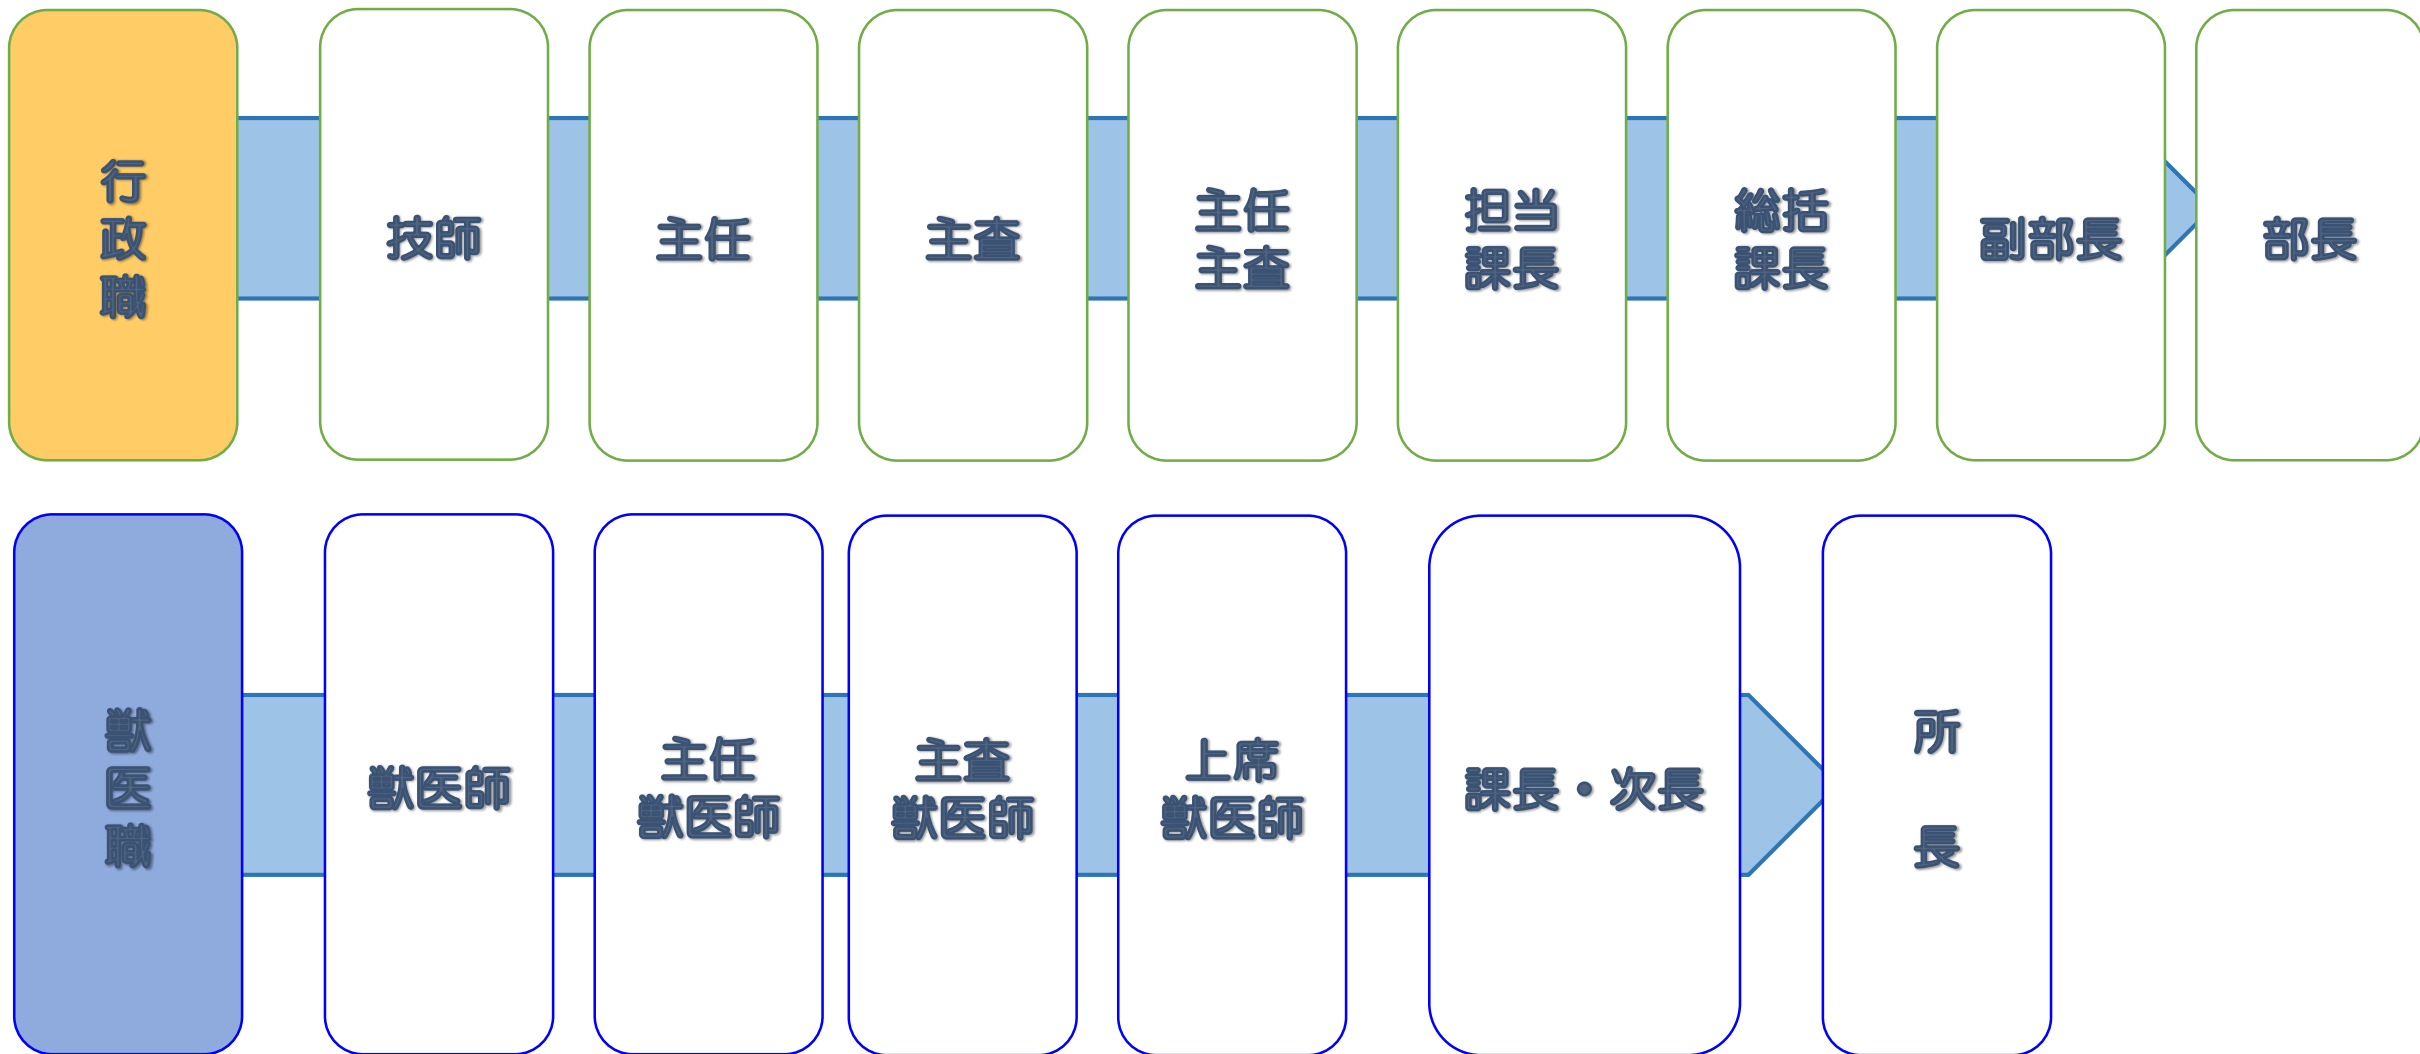 行
政
職
技師
主任
主査
主任
主査
担当
課長
総括
課長
副部長
部長
獣
医
職
獣医師
主任
獣医師
主査
獣医師
上席
獣医師
課長・次長
所
長